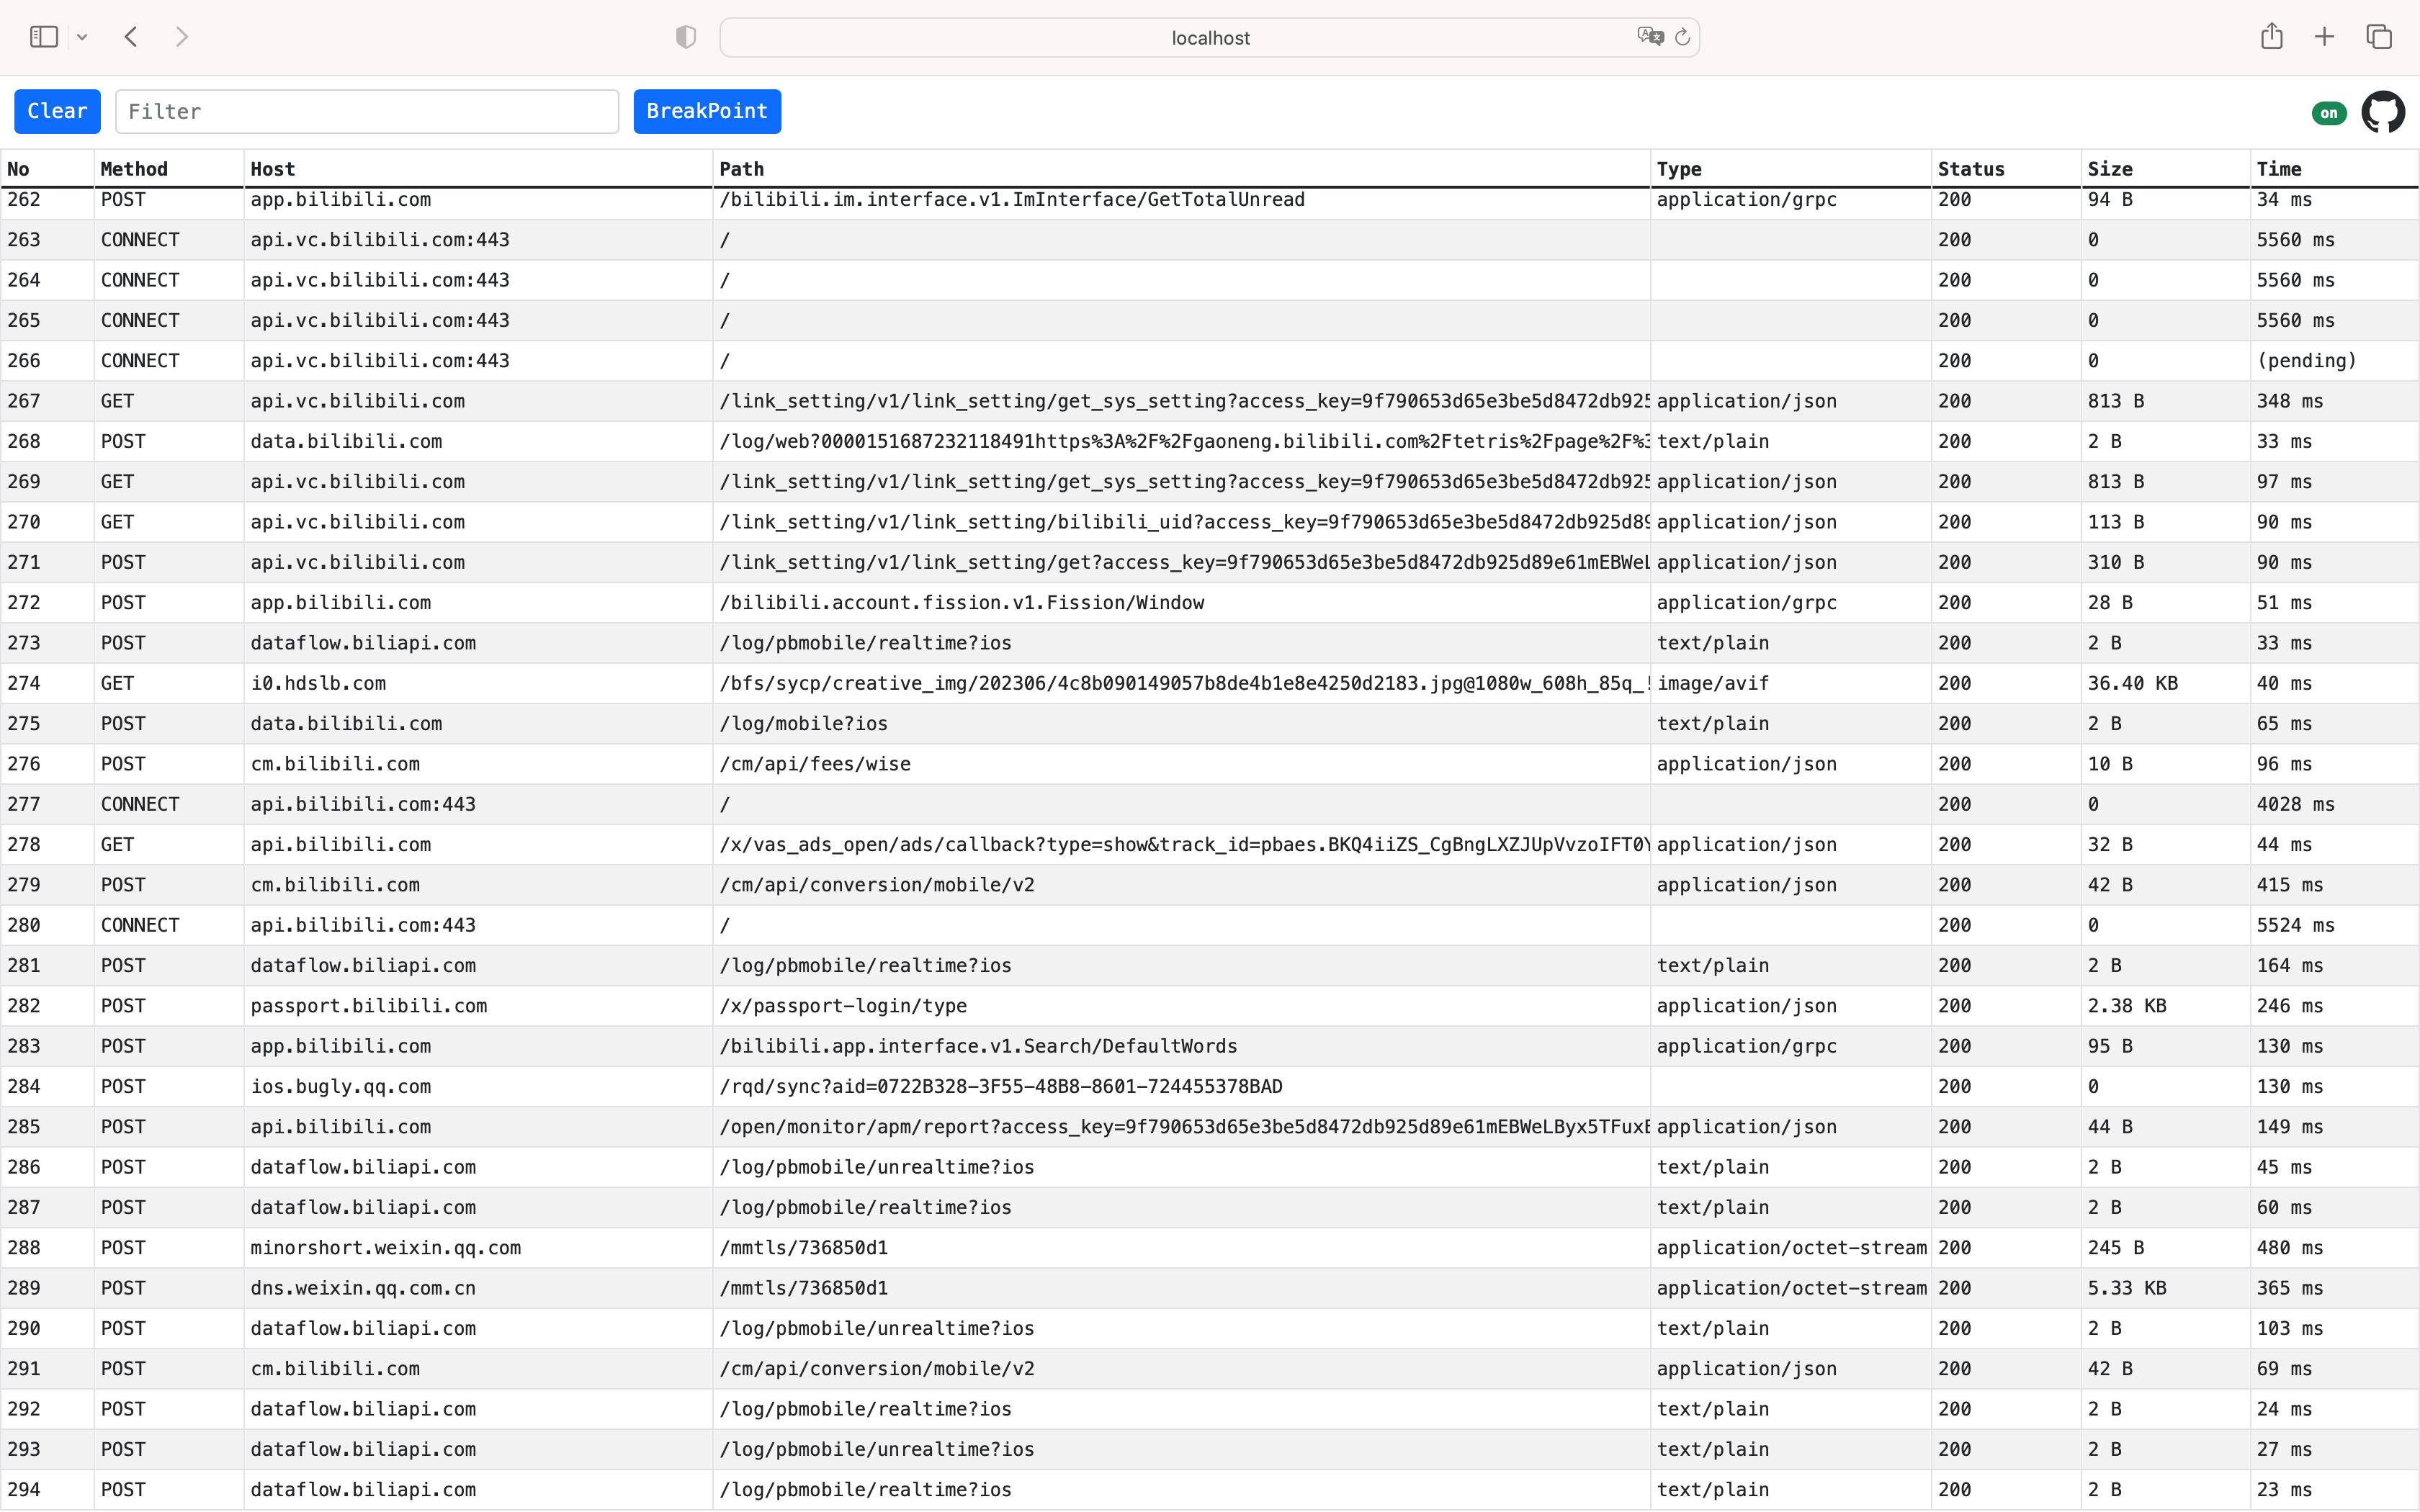 localhost
Clear Filter BreakPoint on
No Method Host Path Type Status Size Time
262 POST app.bilibili.com /bilibili.im.interface.v1.ImInterface/GetTotalUnread application/grpc 200 94 B 34 ms
263 CONNECT api.vc.bilibili.com:443 / 200 0 5560 ms
264 CONNECT api.vc.bilibili.com:443 / 200 0 5560 ms
265 CONNECT api.vc.bilibili.com:443 / 200 0 5560 ms
266 CONNECT api.vc.bilibili.com:443 / 200 0 (pending)
267 GET api.vc.bilibili.com /link_setting/v1/link_setting/get_sys_setting?access_key=9f790653d65e3be5d8472db925 application/json 200 813 B 348 ms
268 POST data.bilibili.com /log/web?0000151687232118491https%3A%2F%2Fgaoneng.bilibili.com%2Ftetris%2Fpage%2F%3 text/plain 200 2 B 33 ms
269 GET api.vc.bilibili.com /link_setting/v1/link_setting/get_sys_setting?access_key=9f790653d65e3be5d8472db925 application/json 200 813 B 97 ms
270 GET api.vc.bilibili.com /link_setting/v1/link_setting/bilibili_uid?access_key=9f790653d65e3be5d8472db925d89 application/json 200 113 B 90 ms
271 POST api.vc.bilibili.com /link_setting/v1/link_setting/get?access_key=9f790653d65e3be5d8472db925d89e61mEBWeL application/json 200 310 B 90 ms
272 POST app.bilibili.com /bilibili.account.fission.v1.Fission/Window application/grpc 200 28 B 51 ms
273 POST dataflow.biliapi.com /log/pbmobile/realtime?ios text/plain 200 2 B 33 ms
274 GET i0.hdslb.com /bfs/sycp/creative_img/202306/4c8b090149057b8de4b1e8e4250d2183.jpg@1080w_608h_85q_! image/avif 200 36.40 KB 40 ms
275 POST data.bilibili.com /log/mobile?ios text/plain 200 2 B 65 ms
276 POST cm.bilibili.com /cm/api/fees/wise application/json 200 10 B 96 ms
277 CONNECT api.bilibili.com:443 / 200 0 4028 ms
278 GET api.bilibili.com /x/vas_ads_open/ads/callback?type=show&track_id=pbaes.BKQ4iiZS_CgBngLXZJUpVvzoIFT0Y application/json 200 32 B 44 ms
279 POST cm.bilibili.com /cm/api/conversion/mobile/v2 application/json 200 42 B 415 ms
280 CONNECT api.bilibili.com:443 / 200 0 5524 ms
281 POST dataflow.biliapi.com /log/pbmobile/realtime?ios text/plain 200 2 B 164 ms
282 POST passport.bilibili.com /x/passport-login/type application/json 200 2.38 KB 246 ms
283 POST app.bilibili.com /bilibili.app.interface.v1.Search/DefaultWords application/grpc 200 95 B 130 ms
284 POST ios.bugly.qq.com /rqd/sync?aid=0722B328-3F55-48B8-8601-724455378BAD 200 0 130 ms
285 POST api.bilibili.com /open/monitor/apm/report?access_key=9f790653d65e3be5d8472db925d89e61mEBWeLByx5TFuxE application/json 200 44 B 149 ms
286 POST dataflow.biliapi.com /log/pbmobile/unrealtime?ios text/plain 200 2 B 45 ms
287 POST dataflow.biliapi.com /log/pbmobile/realtime?ios text/plain 200 2 B 60 ms
288 POST minorshort.weixin.qq.com /mmtls/736850d1 application/octet-stream 200 245 B 480 ms
289 POST dns.weixin.qq.com.cn /mmtls/736850d1 application/octet-stream 200 5.33 KB 365 ms
290 POST dataflow.biliapi.com /log/pbmobile/unrealtime?ios text/plain 200 2 B 103 ms
291 POST cm.bilibili.com /cm/api/conversion/mobile/v2 application/json 200 42 B 69 ms
292 POST dataflow.biliapi.com /log/pbmobile/realtime?ios text/plain 200 2 B 24 ms
293 POST dataflow.biliapi.com /log/pbmobile/unrealtime?ios text/plain 200 2 B 27 ms
294 POST dataflow.biliapi.com /log/pbmobile/realtime?ios text/plain 200 2 B 23 ms